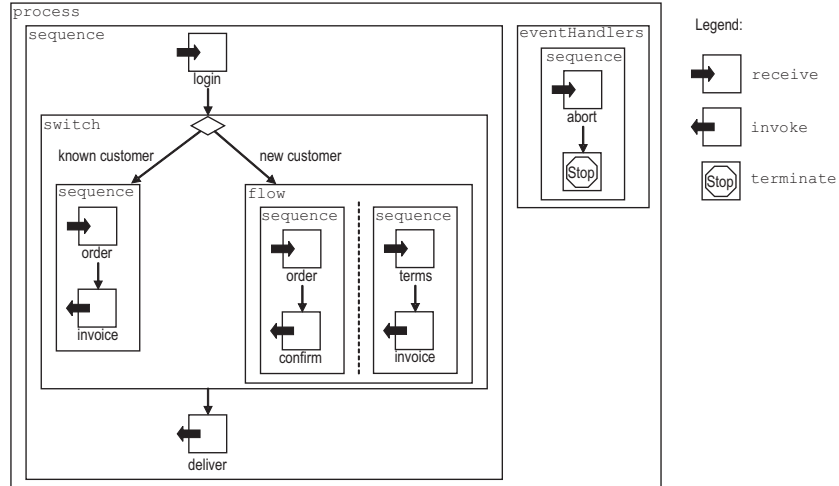 process
sequence
login
switch
known customer
new customer
sequence
order
invoice
flow
sequence
order
confirm
sequence
terms
invoice
deliver
eventHandlers
sequence
abort
Stop
Legend:
receive
invoke
Stop
terminate